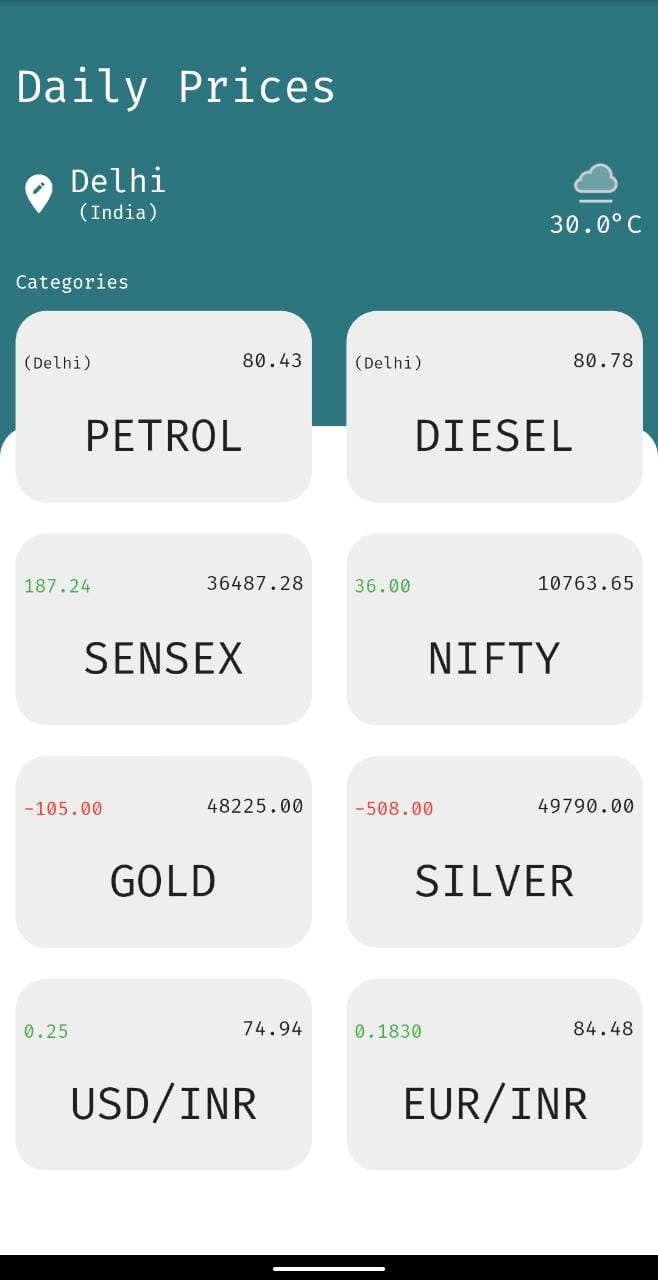 Daily Prices
Delhi
(India)
30.0°C
Categories
(Delhi) 80.43
PETROL
(Delhi) 80.78
DIESEL
187.24 36487.28
SENSEX
36.00 10763.65
NIFTY
-105.00 48225.00
GOLD
-508.00 49790.00
SILVER
0.25 74.94
USD/INR
0.1830 84.48
EUR/INR